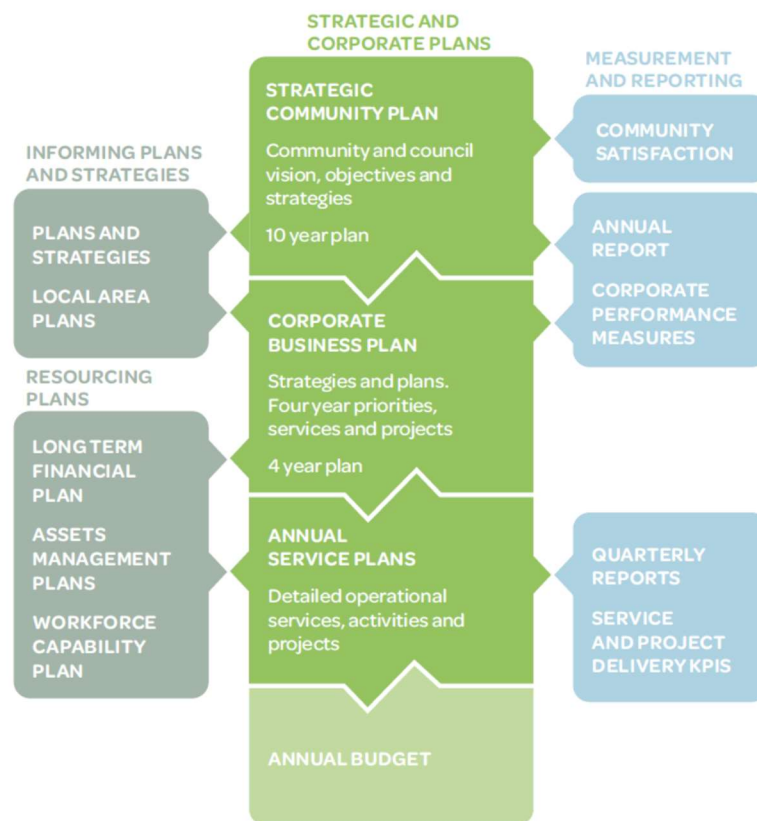 STRATEGIC AND
CORPORATE PLANS
STRATEGIC
COMMUNITY PLAN
Community and council
vision, objectives and
strategies
10 year plan
CORPORATE
BUSINESS PLAN
Strategies and plans.
Four year priorities,
services and projects
4 year plan
ANNUAL
SERVICE PLANS
Detailed operational
services, activities and
projects
ANNUAL BUDGET
INFORMING PLANS
AND STRATEGIES
PLANS AND
STRATEGIES
LOCAL AREA
PLANS
RESOURCING
PLANS
LONG TERM
FINANCIAL
PLAN
ASSETS
MANAGEMENT
PLANS
WORKFORCE
CAPABILITY
PLAN
MEASUREMENT
AND REPORTING
COMMUNITY
SATISFACTION
ANNUAL
REPORT
CORPORATE
PERFORMANCE
MEASURES
QUARTERLY
REPORTS
SERVICE
AND PROJECT
DELIVERY KPIS